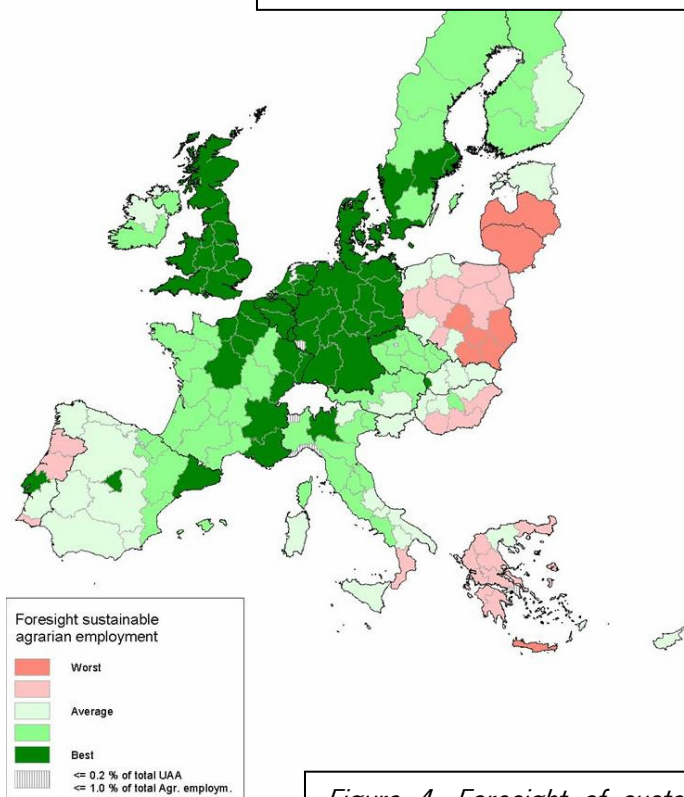 Foresight sustainable
agrarian employment
Worst
Average
Best
<= 0.2 % of total UAA
<= 1.0 % of total Agr. employm.
Figure 4. Foresight of